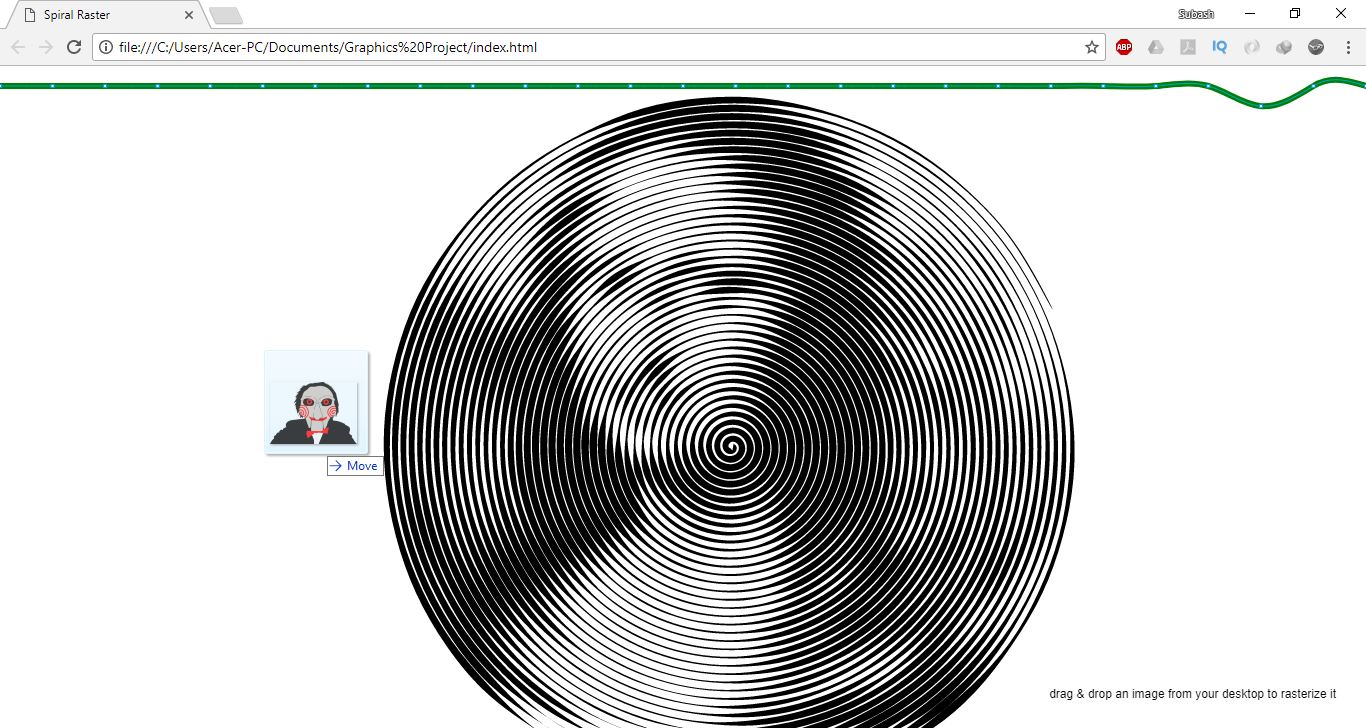 Spiral Raster
Subash
file:///C:/Users/Acer-PC/Documents/Graphics%20Project/index.html
ABP
IQ
Move
drag & drop an image from your desktop to rasterize it